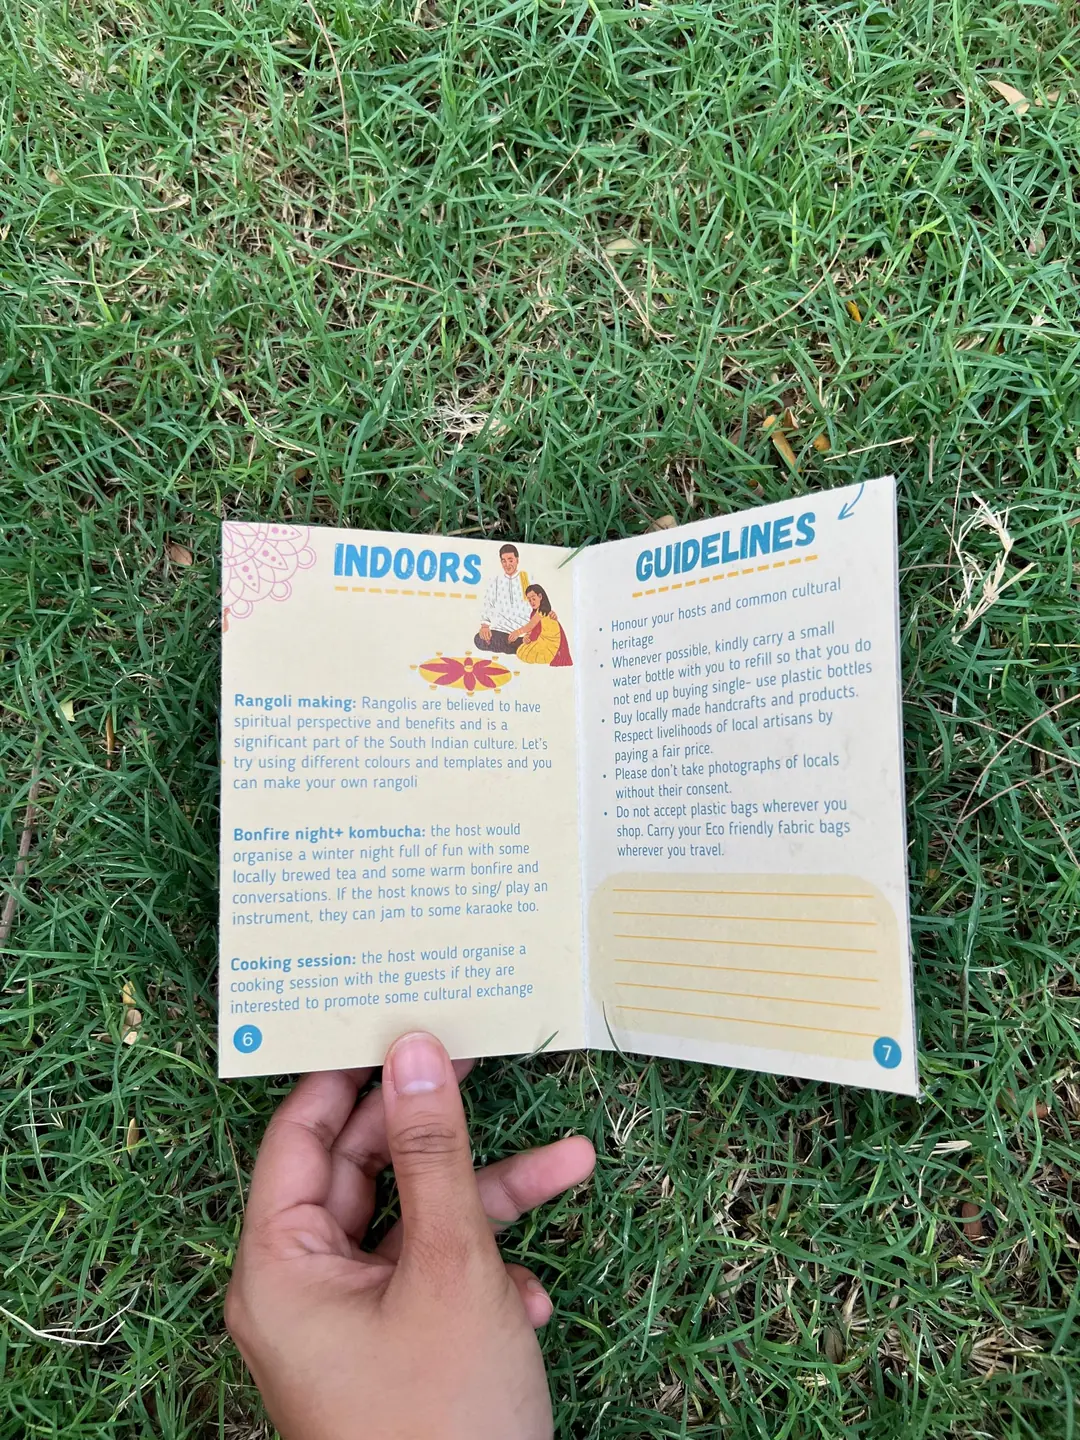 INDOORS
Rangoli making: Rangolis are believed to have
spiritual perspective and benefits and is a
significant part of the South Indian culture. Let's
try using different colours and templates and you
can make your own rangoli
Bonfire night+ kombucha: the host would
organise a winter night full of fun with some
locally brewed tea and some warm bonfire and
conversations. If the host knows to sing/ play an
instrument, they can jam to some karaoke too.
Cooking session: the host would organise a
cooking session with the guests if they are
interested to promote some cultural exchange
6
GUIDELINES
• Honour your hosts and common cultural
heritage
• Whenever possible, kindly carry a small
water bottle with you to refill so that you do
not end up buying single- use plastic bottles
• Buy locally made handcrafts and products.
Respect livelihoods of local artisans by
paying a fair price.
• Please don't take photographs of locals
without their consent.
• Do not accept plastic bags wherever you
shop. Carry your Eco friendly fabric bags
wherever you travel.
7